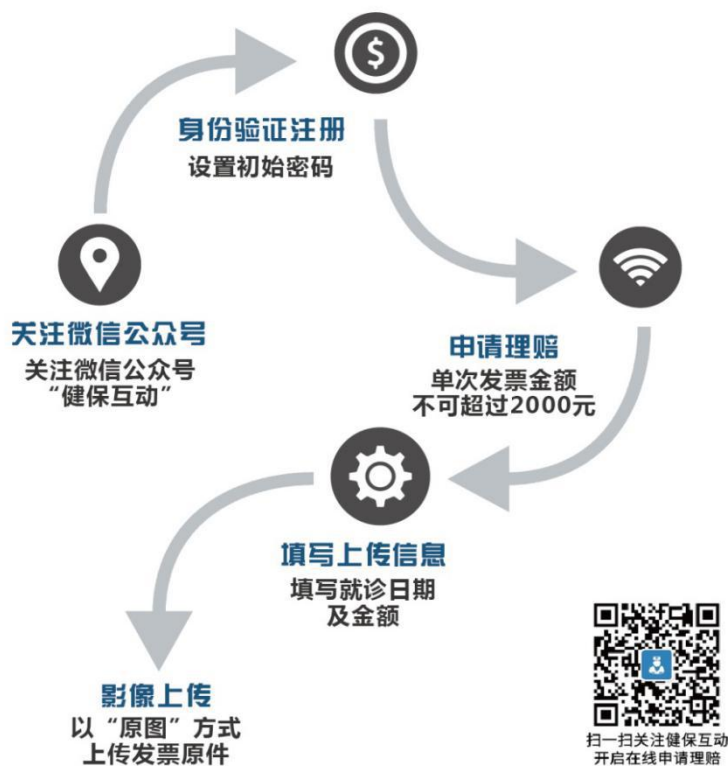 关注微信公众号
关注微信公众号
“健保互动”
身份验证注册
设置初始密码
申请理赔
单次发票金额
不可超过2000元
填写上传信息
填写就诊日期
及金额
影像上传
以“原图”方式
上传发票原件
扫一扫关注健保互动
开启在线申请理赔